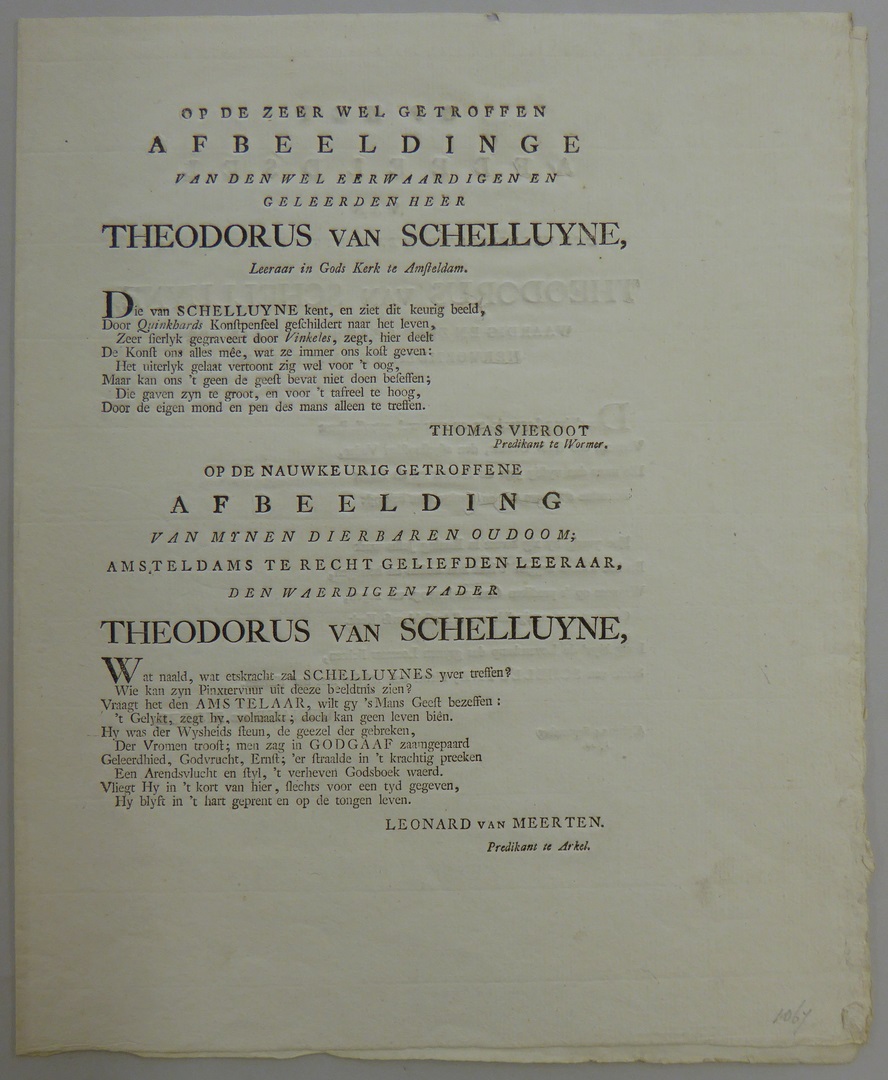 OP DE ZEER WEL GETROFFEN
AFBEELDINGE
VAN DEN WEL EERWAARDIGEN EN
GELEERDEN HEER
THEODORUS VAN SCHELLUYNE,
Leeraar in Gods Kerk te Amſteldam.
Die van SCHELLUYNE kent, en ziet dit keurig beeld,
Door Quinkhards Konſtpenſeel geſchildert naar het leven,
Zeer ſierlyk gegraveert door Vinkeles, zegt, hier deelt
De Konſt ons alles mée, wat ze immer ons koſt geven:
Het uiterlyk gelaat vertoont zig wel voor 't oog,
Maar kan ons 't geen de geeſt bevat niet doen beſeffen;
Die gaven zyn te groot, en voor 't tafreel te hoog,
Door de eigen mond en pen des mans alleen te treffen.
THOMAS VIEROOT
Predikant te Wormer.
OP DE NAUWKEURIG GETROFFENE
AFBEELDING
VAN MYNEN DIERBAREN OUDOOM;
AMSTELDAMS TE RECHT GELIEFDEN LEERAAR,
DEN WAERDIGEN VADER
THEODORUS VAN SCHELLUYNE,
Wat naald, wat etskracht zal SCHELLUYNES yver treffen?
Wie kan zyn Pinxtervuur uit deeze beeldtnis zien?
Vraagt het den AMSTELAAR, wilt gy 'sMans Geeſt bezeffen:
't Gelykt, zegt hy, volmaakt; doch kan geen leven biên.
Hy was der Wysheids ſteun, de geezel der gebreken,
Der Vromen trooſt; men zag in GODGAAF zaamgepaard
Geleerdhied, Godvrucht, Ernſt; 'er ſtraalde in 't krachtig preeken
Een Arendsvlucht en ſtyl, 't verheven Godsboek waerd.
Vliegt Hy in 't kort van hier, ſlechts voor een tyd gegeven,
Hy blyft in 't hart geprent en op de tongen leven.
LEONARD VAN MEERTEN.
Predikant te Arkel.